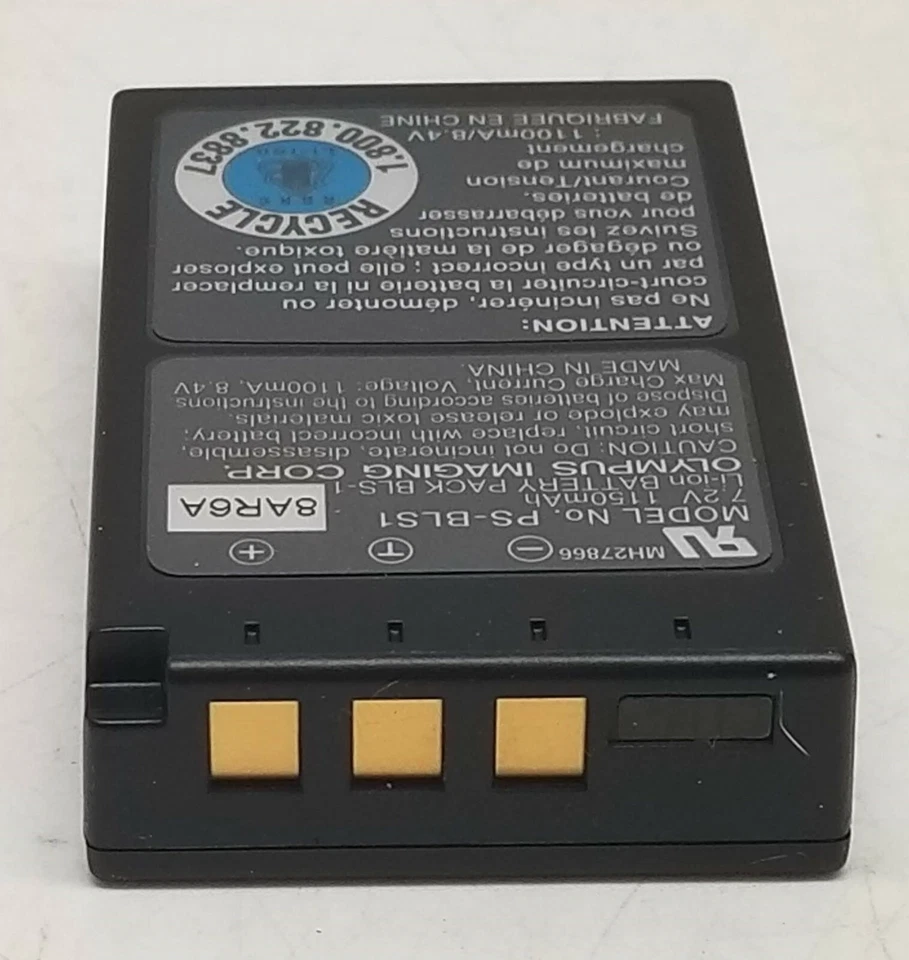 MH27866 − T +
MODEL No. PS-BLS1
8AR6A
7.2V 1150mAh
Li-ion BATTERY PACK BLS-1
OLYMPUS IMAGING CORP.
CAUTION: Do not incinerate, disassemble,
short circuit, replace with incorrect battery;
may explode or release toxic materials.
Dispose of batteries according to the instructions
Max Charge Current, Voltage: 1100mA, 8.4V
MADE IN CHINA.
ATTENTION:
Ne pas incinérer, démonter ou
court-circuiter la batterie ni la remplacer
par un type incorrect ; elle peut exploser
ou dégager de la matière toxique.
Suivez les instructions
pour vous débarrasser
de batteries.
Courant/Tension
maximum de
chargement
: 1100mA/8.4V
FABRIQUEE EN CHINE
RECYCLE
RBRC
Li-ion
1.800.822.8837